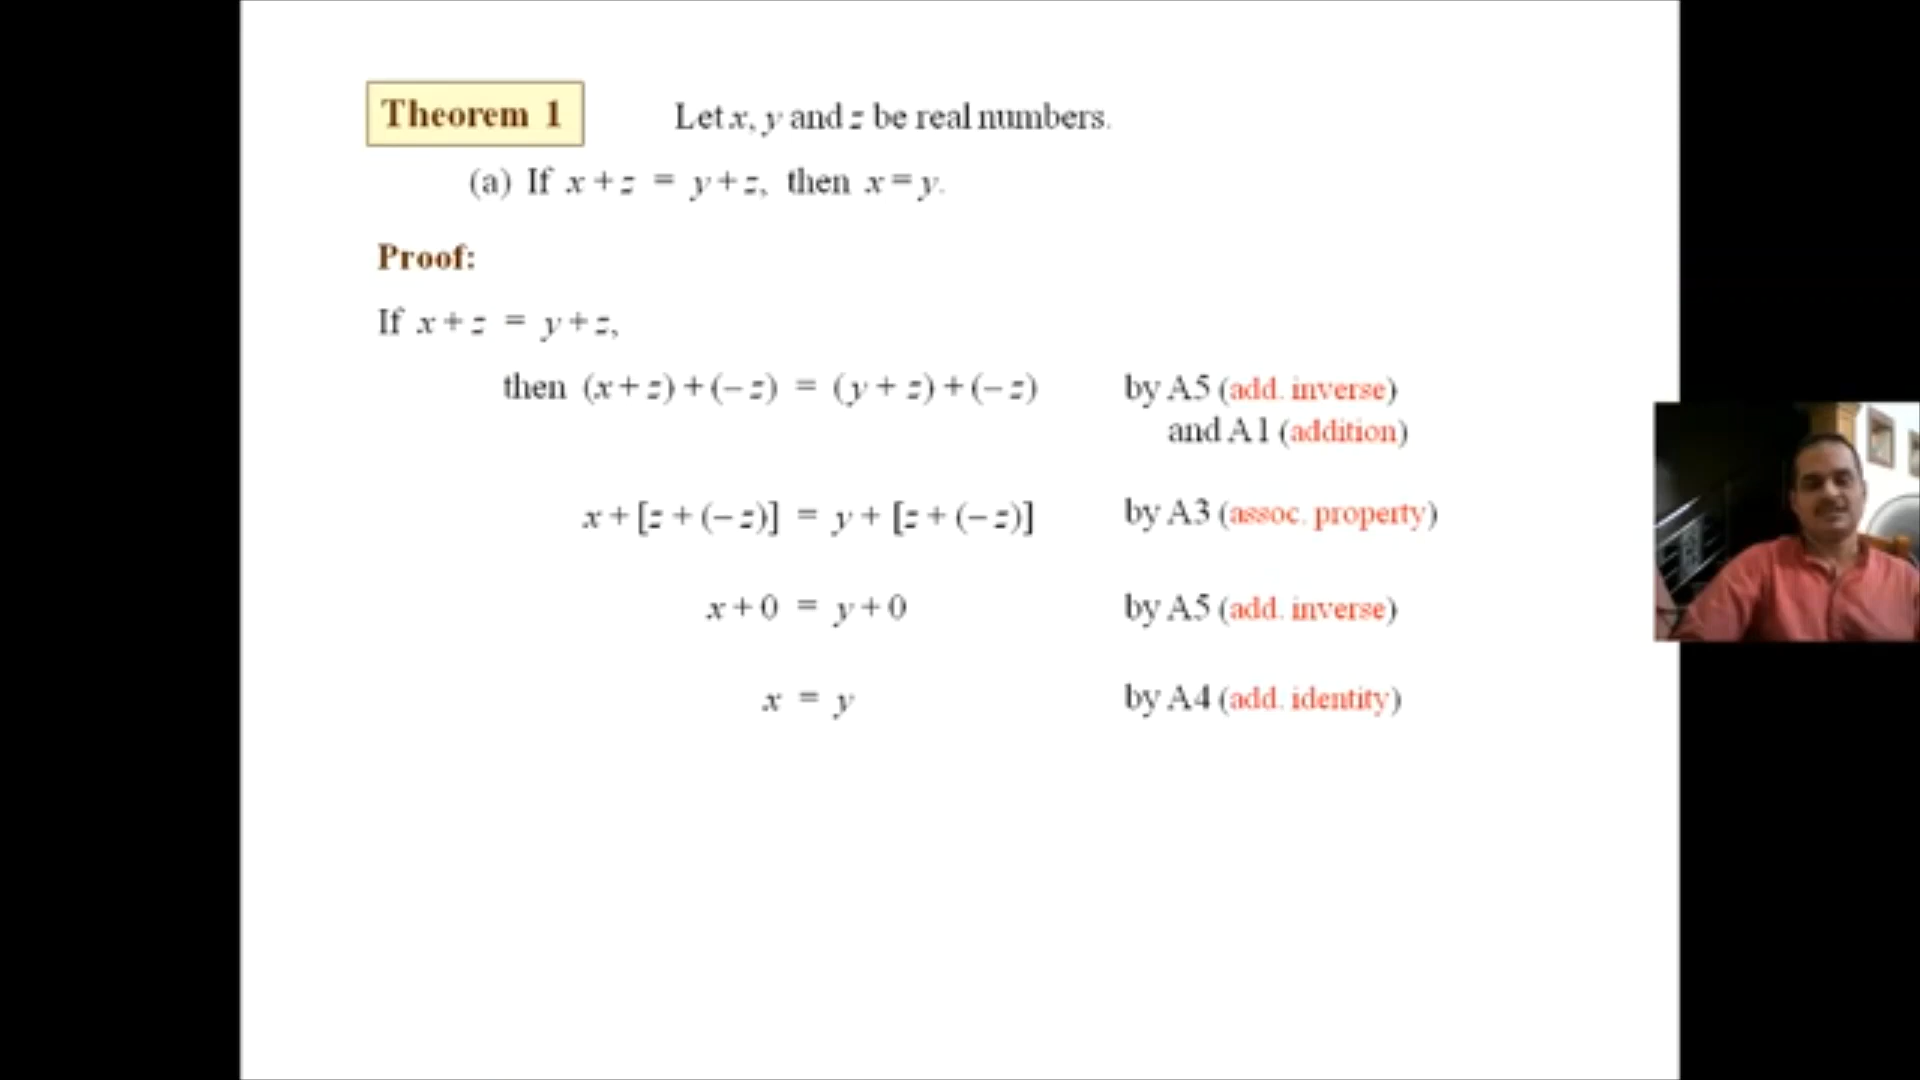 Theorem 1 Let x, y and z be real numbers.
(a) If x + z = y + z, then x = y.
Proof:
If x + z = y + z,
then (x + z) + (− z) = (y + z) + (− z) by A5 (add. inverse)
and A1 (addition)
x + [z + (− z)] = y + [z + (− z)] by A3 (assoc. property)
x + 0 = y + 0 by A5 (add. inverse)
x = y by A4 (add. identity)